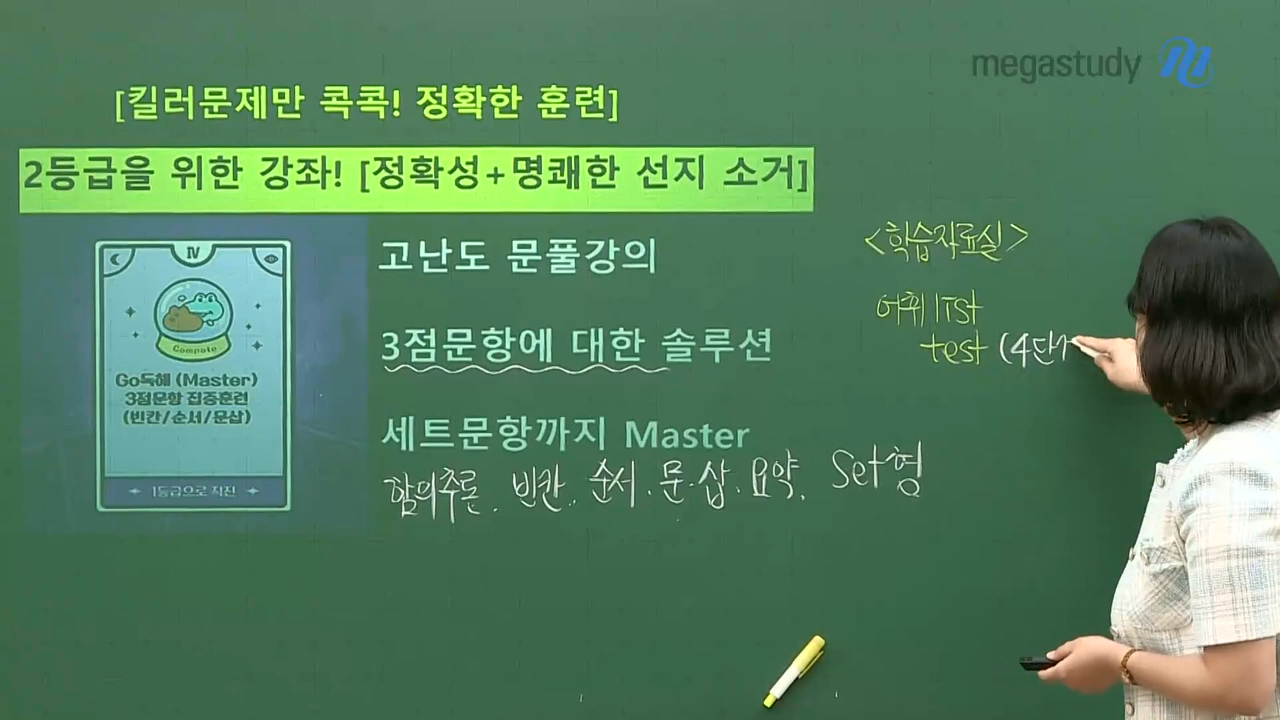 megastudy
[킬러문제만 콕콕! 정확한 훈련]
2등급을 위한 강좌! [정확성+명쾌한 선지 소거]
IV
Compote
Go독해 (Master)
3점문항 집중훈련
(빈칸/순서/문삽)
1등급으로 직진
고난도 문풀강의
3점문항에 대한 솔루션
세트문항까지 Master
함의추론. 빈칸. 순서. 문·삽. 요약. Set형
<학습자료실>
어휘 list
test (4단